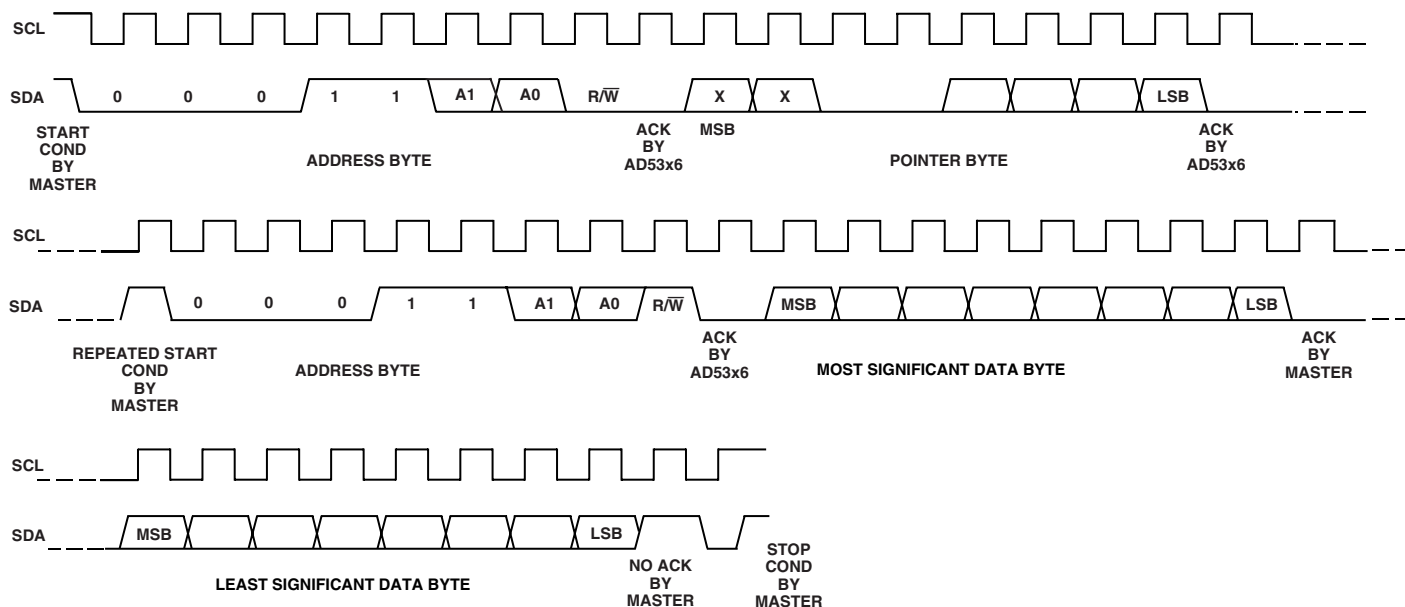 SCL
SDA 0 0 0 1 1 A1 A0 R/W̅ X X LSB
START COND BY MASTER
ADDRESS BYTE
ACK BY AD53x6
MSB
POINTER BYTE
ACK BY AD53x6
SCL
SDA 0 0 0 1 1 A1 A0 R/W̅ MSB LSB
REPEATED START COND BY MASTER
ADDRESS BYTE
ACK BY AD53x6
MOST SIGNIFICANT DATA BYTE
ACK BY MASTER
SCL
SDA MSB LSB
LEAST SIGNIFICANT DATA BYTE
NO ACK BY MASTER
STOP COND BY MASTER